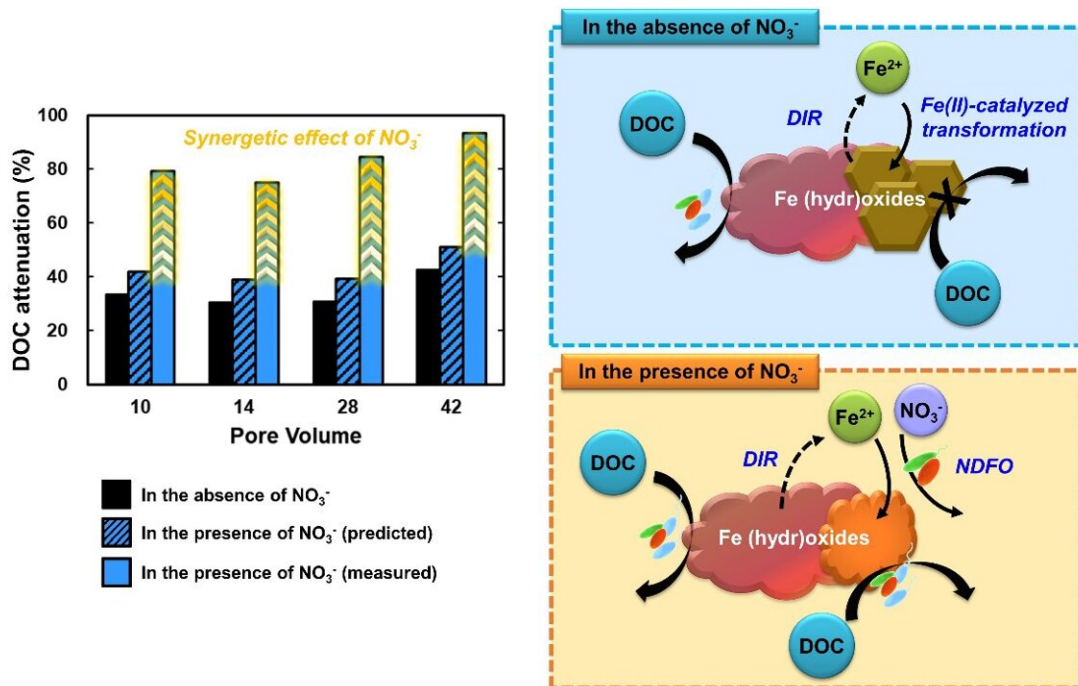 DOC attenuation (%)
100
80
60
40
20
0
Synergetic effect of NO₃⁻
10 14 28 42
Pore Volume
In the absence of NO₃⁻
In the presence of NO₃⁻ (predicted)
In the presence of NO₃⁻ (measured)
In the absence of NO₃⁻
Fe²⁺
DOC
DIR
Fe(II)-catalyzed
transformation
Fe (hydr)oxides
X
DOC
In the presence of NO₃⁻
Fe²⁺
NO₃⁻
DOC
DIR
NDFO
Fe (hydr)oxides
DOC